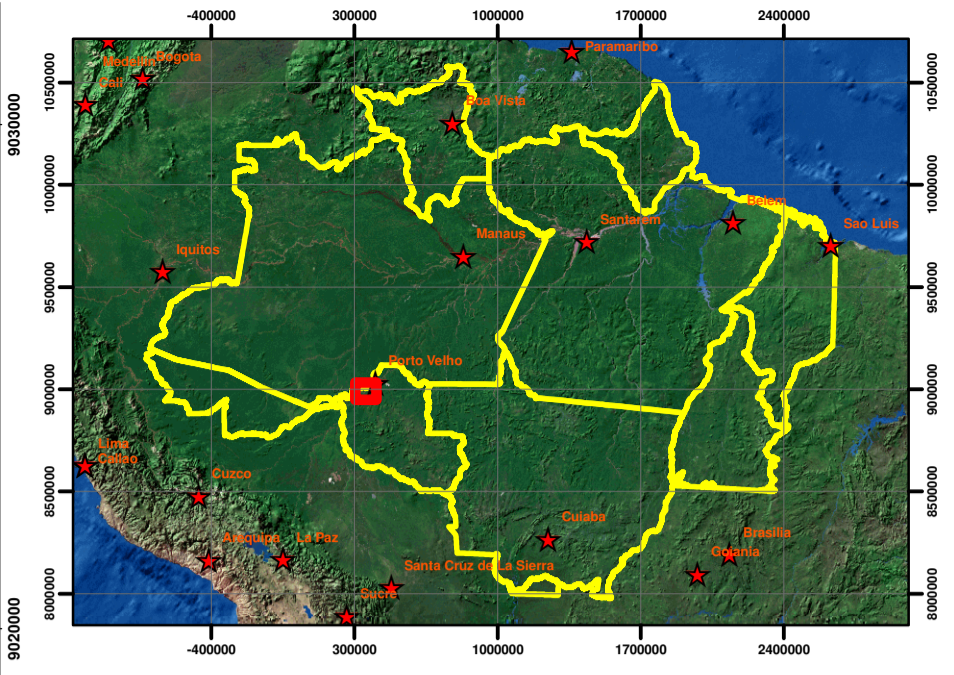 -400000 300000 1000000 1700000 2400000
Paramaribo
Medellin Bogota
Cali
10500000 10500000
Boa Vista
9030000
10000000 10000000
Belem
Santarem
Sao Luis
Manaus
Iquitos
9500000 9500000
Porto Velho
9000000 9000000
Lima
Callao
Cuzco
8500000 8500000
Cuiaba
Brasilia
Arequipa La Paz
Goiania
Santa Cruz de La Sierra
Sucre
8000000 8000000
9020000
-400000 300000 1000000 1700000 2400000